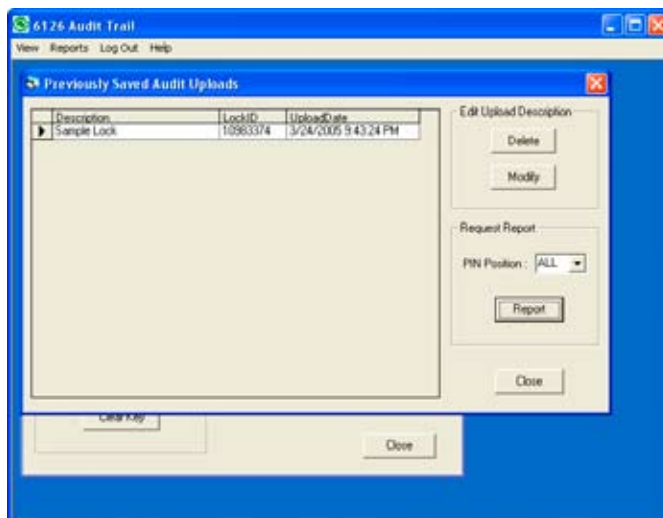 6126 Audit Trail
View Reports Log Out Help
Previously Saved Audit Uploads
Description LockID UploadDate
Sample Lock 10983374 3/24/2005 9:43:24 PM
Edit Upload Description
Delete
Modify
Request Report
PIN Position : ALL
Report
Close
Clear Key
Close